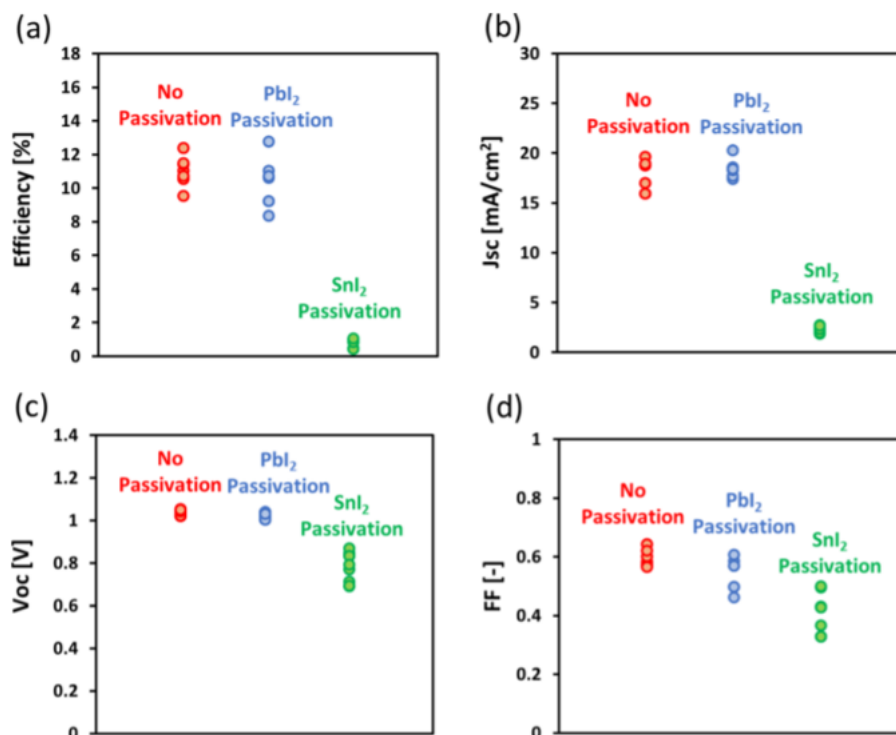 (a)
Efficiency [%]
18
16
14
12
10
8
6
4
2
0
No
Passivation
PbI₂
Passivation
SnI₂
Passivation
(b)
Jsc [mA/cm²]
30
25
20
15
10
5
0
No
Passivation
PbI₂
Passivation
SnI₂
Passivation
(c)
Voc [V]
1.4
1.2
1
0.8
0.6
0.4
0.2
0
No
Passivation
PbI₂
Passivation
SnI₂
Passivation
(d)
FF [-]
1
0.8
0.6
0.4
0.2
0
No
Passivation
PbI₂
Passivation
SnI₂
Passivation